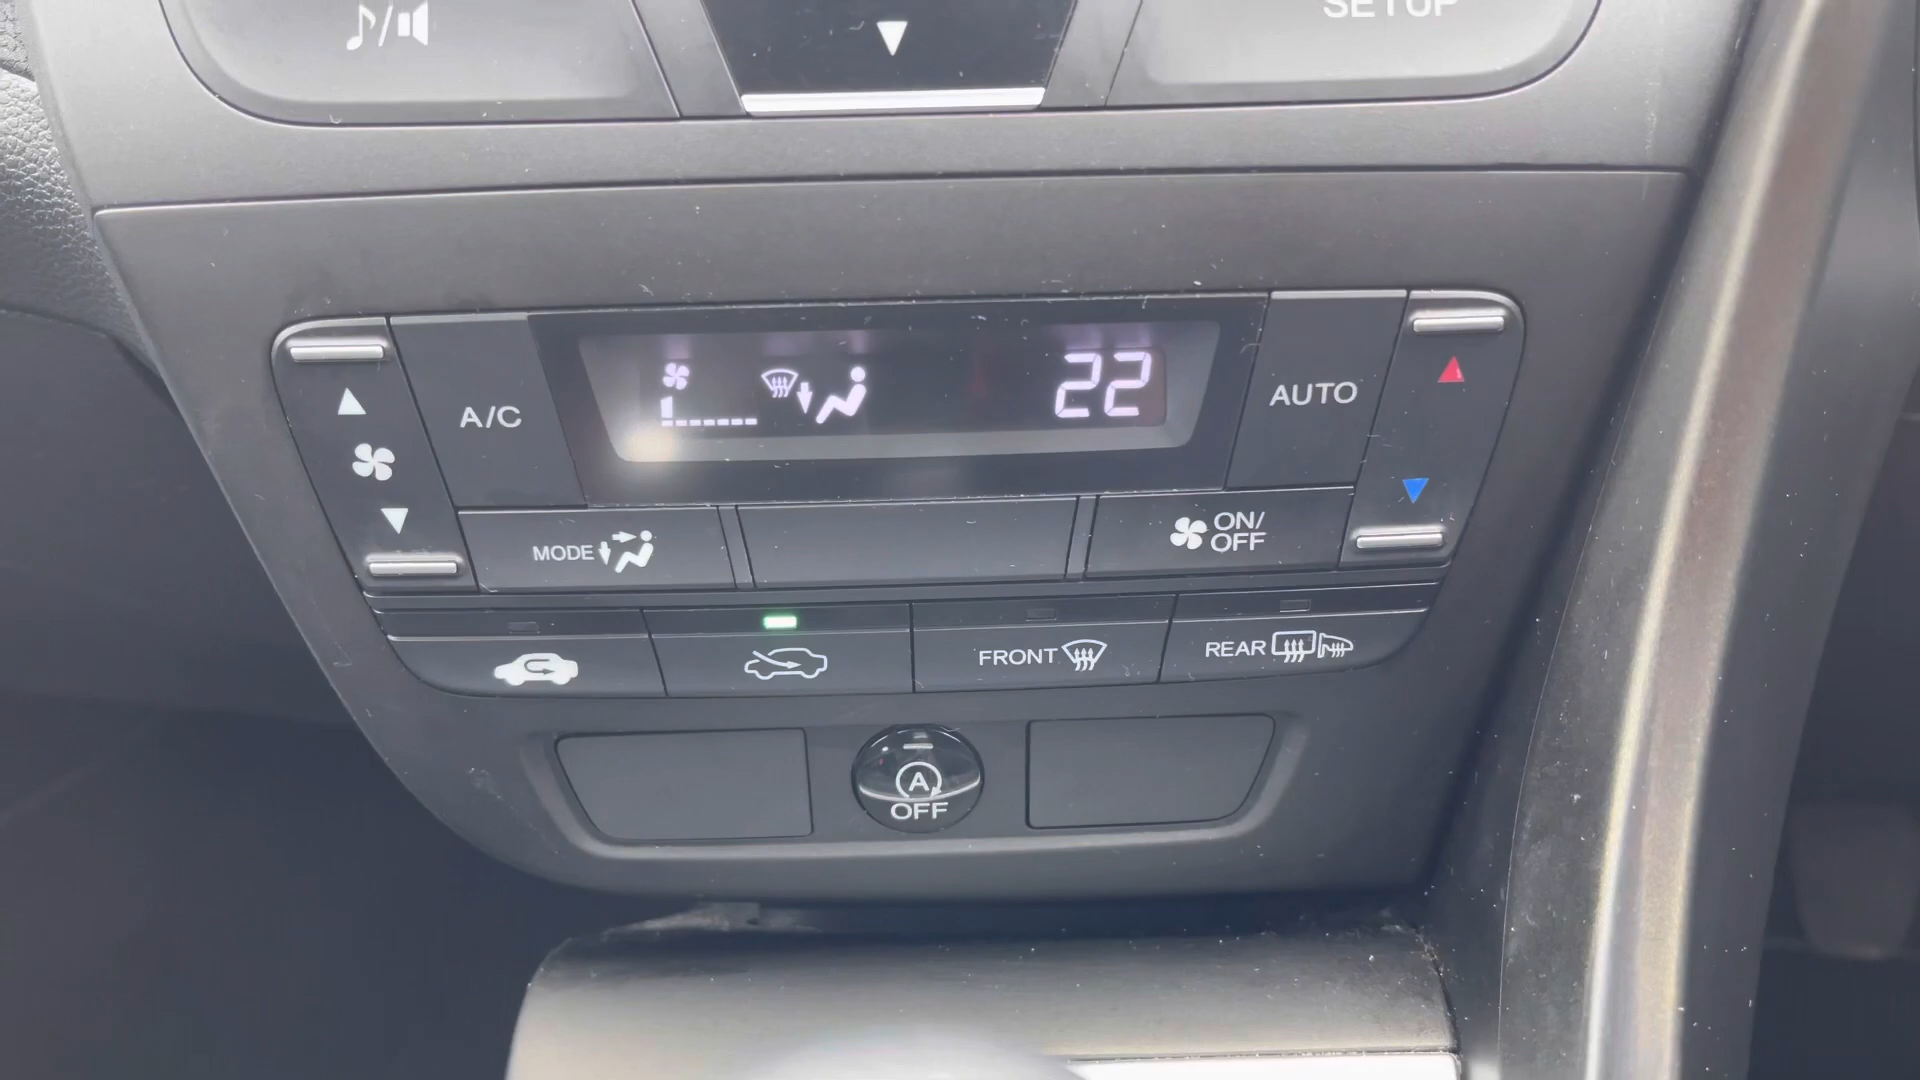 SETUP
22
A/C
AUTO
MODE
ON/
OFF
FRONT
REAR
A
OFF